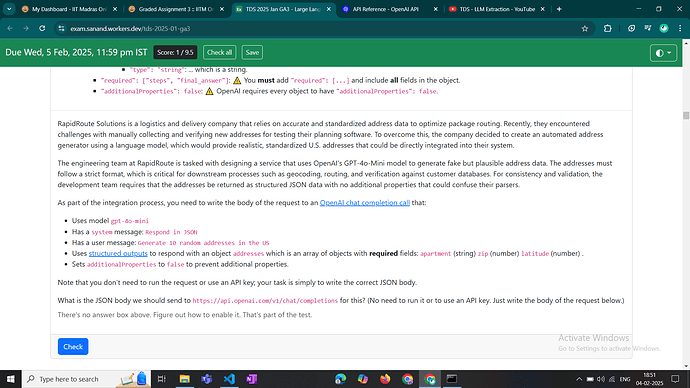 My Dashboard - IIT Madras Onl
Graded Assignment 3 :: IITM On
TDS 2025 Jan GA3 - Large Lang
API Reference - OpenAI API
TDS - LLM Extraction - YouTube
exam.sanand.workers.dev/tds-2025-01-ga3
Due Wed, 5 Feb, 2025, 11:59 pm IST
Score: 1 / 9.5
Check all
Save
"type": "string": … which is a string.
"required": ["steps", "final_answer"]: ⚠ You must add "required": [...] and include all fields in the object.
"additionalProperties": false: ⚠ OpenAI requires every object to have "additionalProperties": false.
RapidRoute Solutions is a logistics and delivery company that relies on accurate and standardized address data to optimize package routing. Recently, they encountered
challenges with manually collecting and verifying new addresses for testing their planning software. To overcome this, the company decided to create an automated address
generator using a language model, which would provide realistic, standardized U.S. addresses that could be directly integrated into their system.
The engineering team at RapidRoute is tasked with designing a service that uses OpenAI's GPT-4o-Mini model to generate fake but plausible address data. The addresses must
follow a strict format, which is critical for downstream processes such as geocoding, routing, and verification against customer databases. For consistency and validation, the
development team requires that the addresses be returned as structured JSON data with no additional properties that could confuse their parsers.
As part of the integration process, you need to write the body of the request to an OpenAI chat completion call that:
Uses model gpt-4o-mini
Has a system message: Respond in JSON
Has a user message: Generate 10 random addresses in the US
Uses structured outputs to respond with an object addresses which is an array of objects with required fields: apartment (string) zip (number) latitude (number) .
Sets additionalProperties to false to prevent additional properties.
Note that you don't need to run the request or use an API key; your task is simply to write the correct JSON body.
What is the JSON body we should send to https://api.openai.com/v1/chat/completions for this? (No need to run it or to use an API key. Just write the body of the request below.)
There's no answer box above. Figure out how to enable it. That's part of the test.
Check
Activate Windows
Go to Settings to activate Windows.
Type here to search
ENG
18:51
04-02-2025